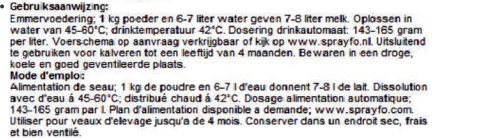 • Gebruiksaanwijzing:
Emmervoedering; 1 kg poeder en 6-7 liter water geven 7-8 liter melk. Oplossen in
water van 45-60°C; drinktemperatuur 42°C. Dosering drinkautomaat: 143-165 gram
per liter. Voerschema op aanvraag verkrijgbaar of kijk op www.sprayfo.nl. Uitsluitend
te gebruiken voor kalveren tot een leeftijd van 4 maanden. Bewaren in een droge,
koele en goed geventileerde plaats.
Mode d'emploi:
Alimentation de seau; 1 kg de poudre en 6-7 l d'eau donnent 7-8 l de lait. Dissolution
avec d'eau á 45-60°C; distribué chaud á 42°C. Dosage alimentation automatique;
143-165 gram par l. Plan d'alimentation disponible a demande; www.sprayfo.com.
Utiliser pour veaux d'elevage jusqu'a de 4 mois. Conserver dans un endroit sec, frais
et bien ventilé.